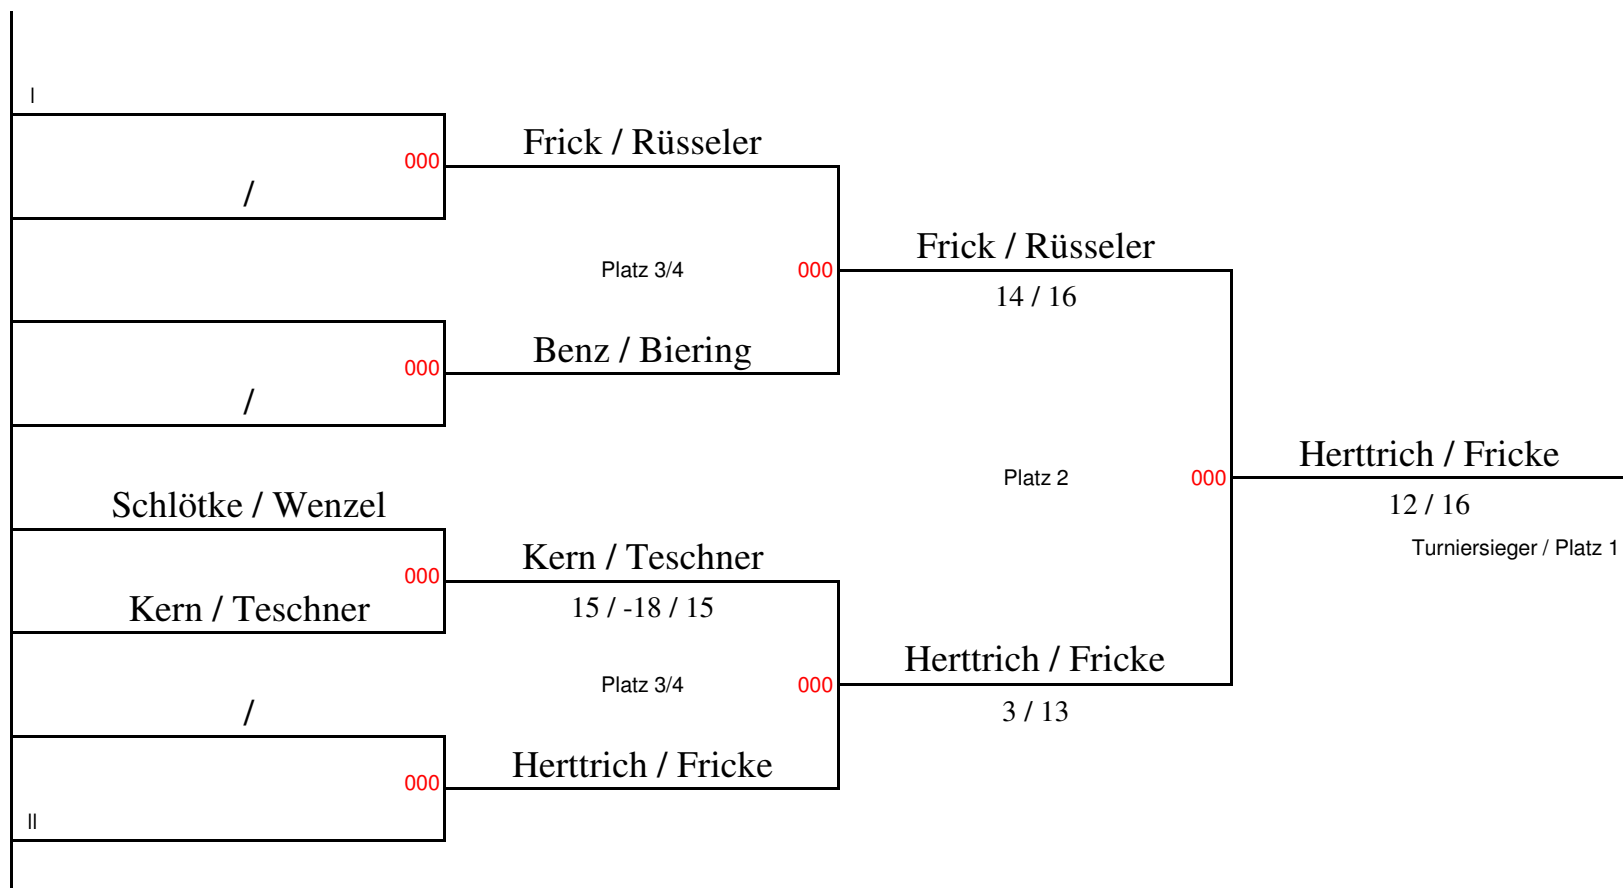 I
000
Frick / Rüsseler
/
Platz 3/4
000
Frick / Rüsseler
14 / 16
000
Benz / Biering
/
Platz 2
000
Herttrich / Fricke
12 / 16
Turniersieger / Platz 1
Schlötke / Wenzel
000
Kern / Teschner
15 / -18 / 15
Kern / Teschner
Platz 3/4
000
Herttrich / Fricke
3 / 13
/
000
Herttrich / Fricke
II